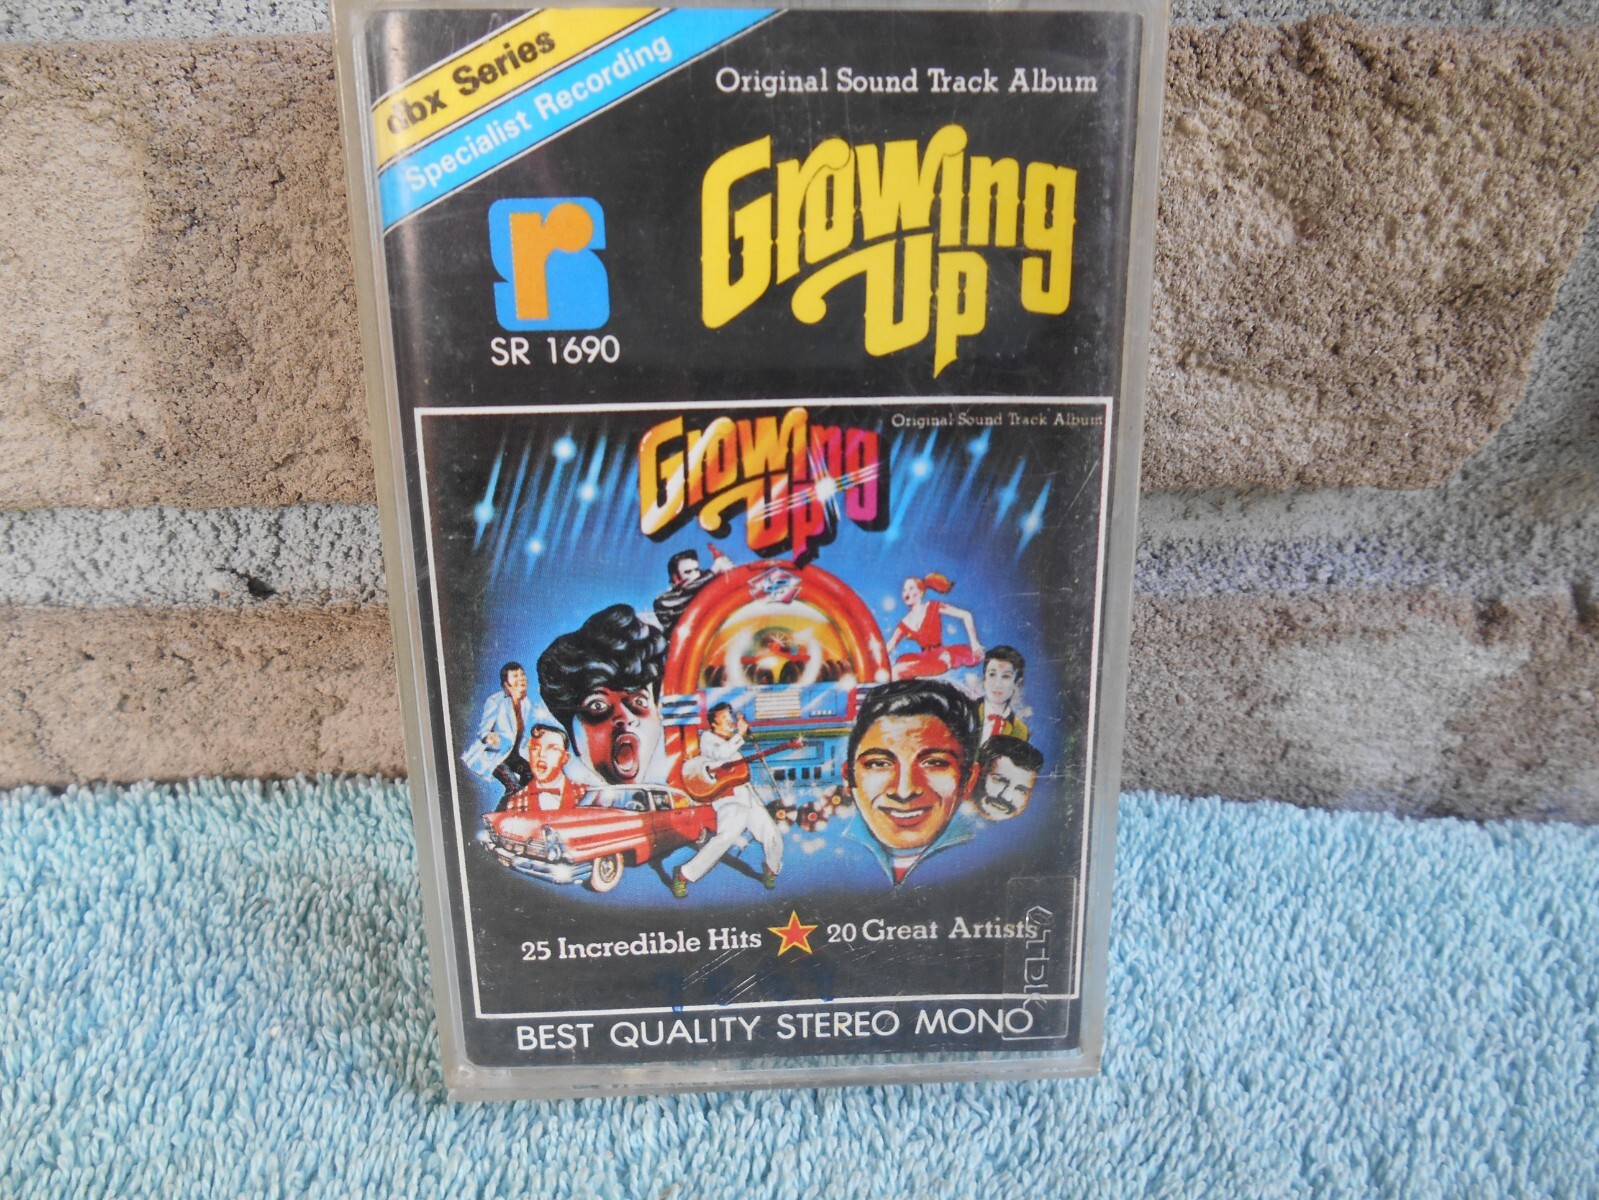 dbx Series
Specialist Recording
Original Sound Track Album
Growing
Up
rs
SR 1690
Original Sound Track Album
Growing
Up
25 Incredible Hits ★ 20 Great Artists
BEST QUALITY STEREO MONO